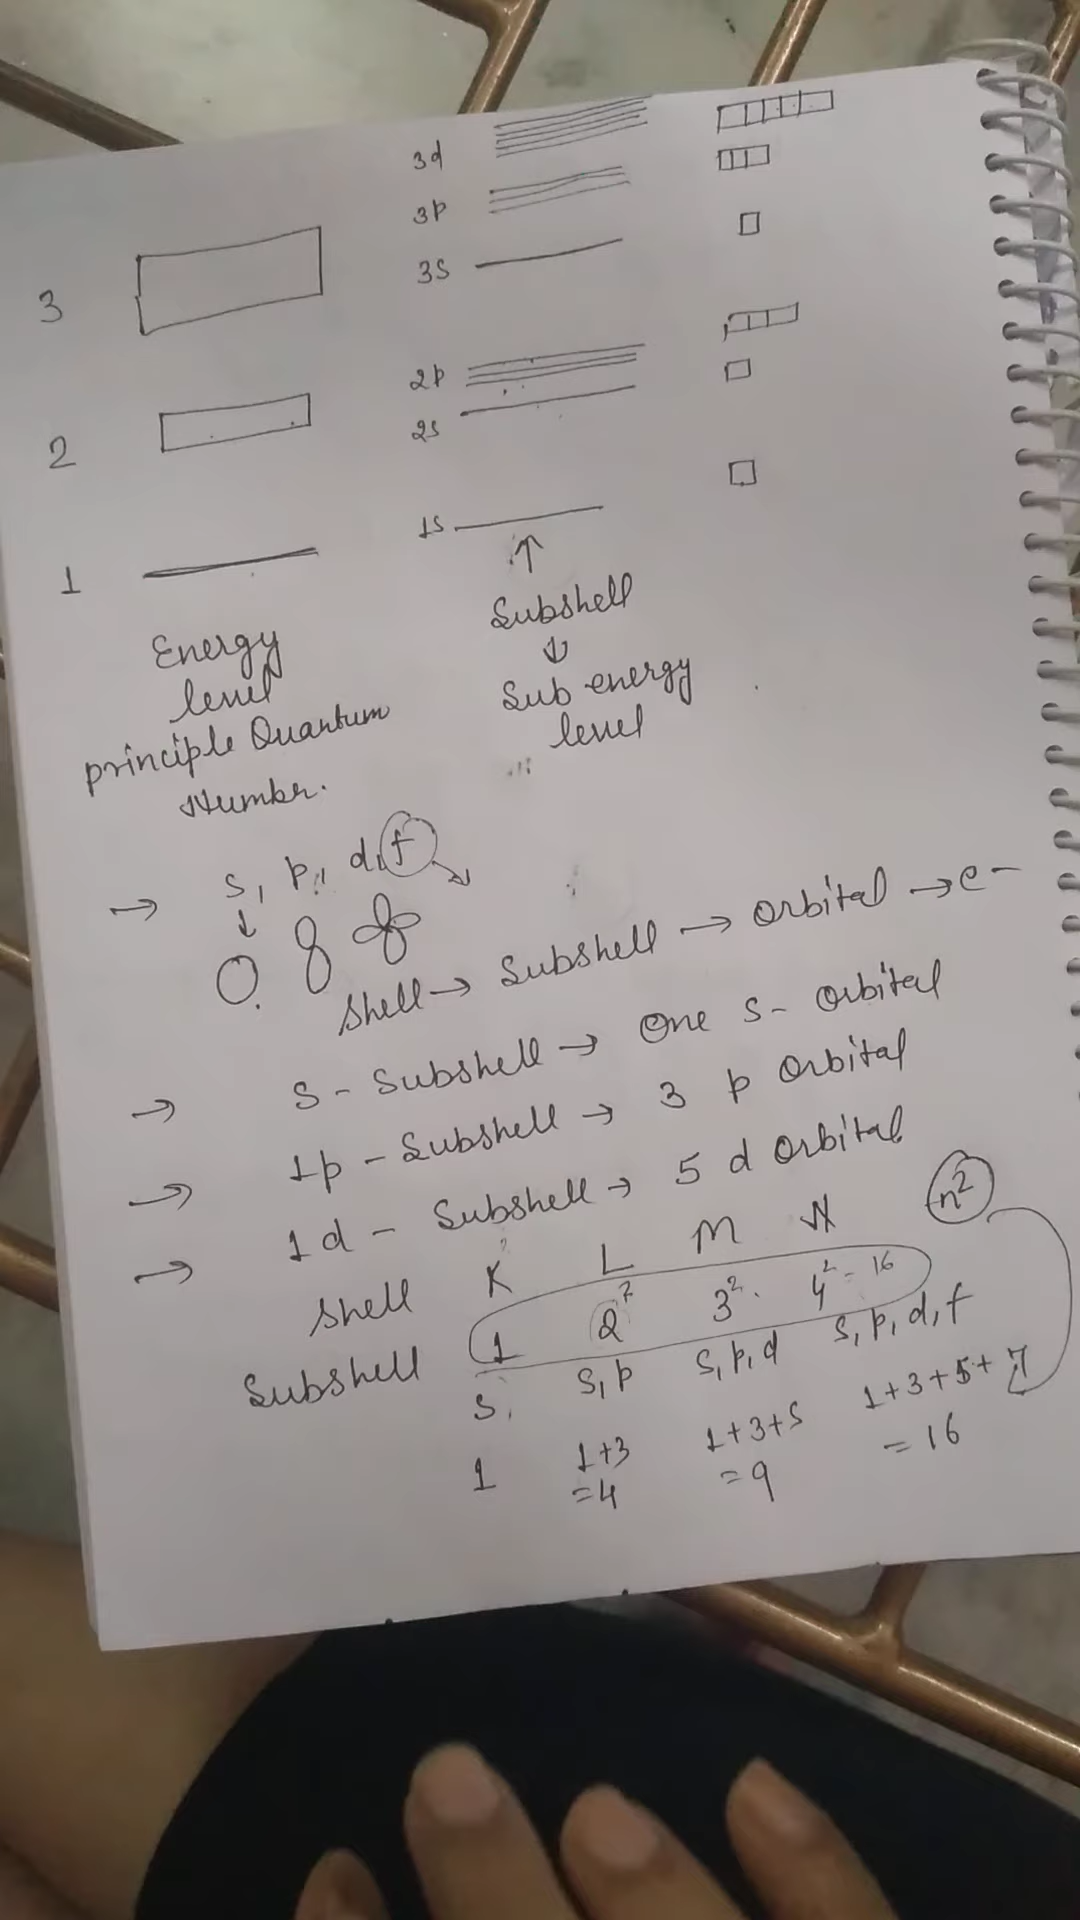 3d
3p
3s
3
2p
2s
2
1s
1
Energy
level
principle Quantum
Number.
Subshell
Sub energy
level
→ s, p, d, f
Shell → Subshell → Orbital → e-
→ S - Subshell → One s- Orbital
→ 1p - Subshell → 3 p Orbital
→ 1d - Subshell → 5 d Orbital
Shell K L M N n²
1 2² 3² 4² = 16
Subshell S, S, p S, p, d S, p, d, f
1 1+3 1+3+5 1+3+5+7
=4 =9 =16